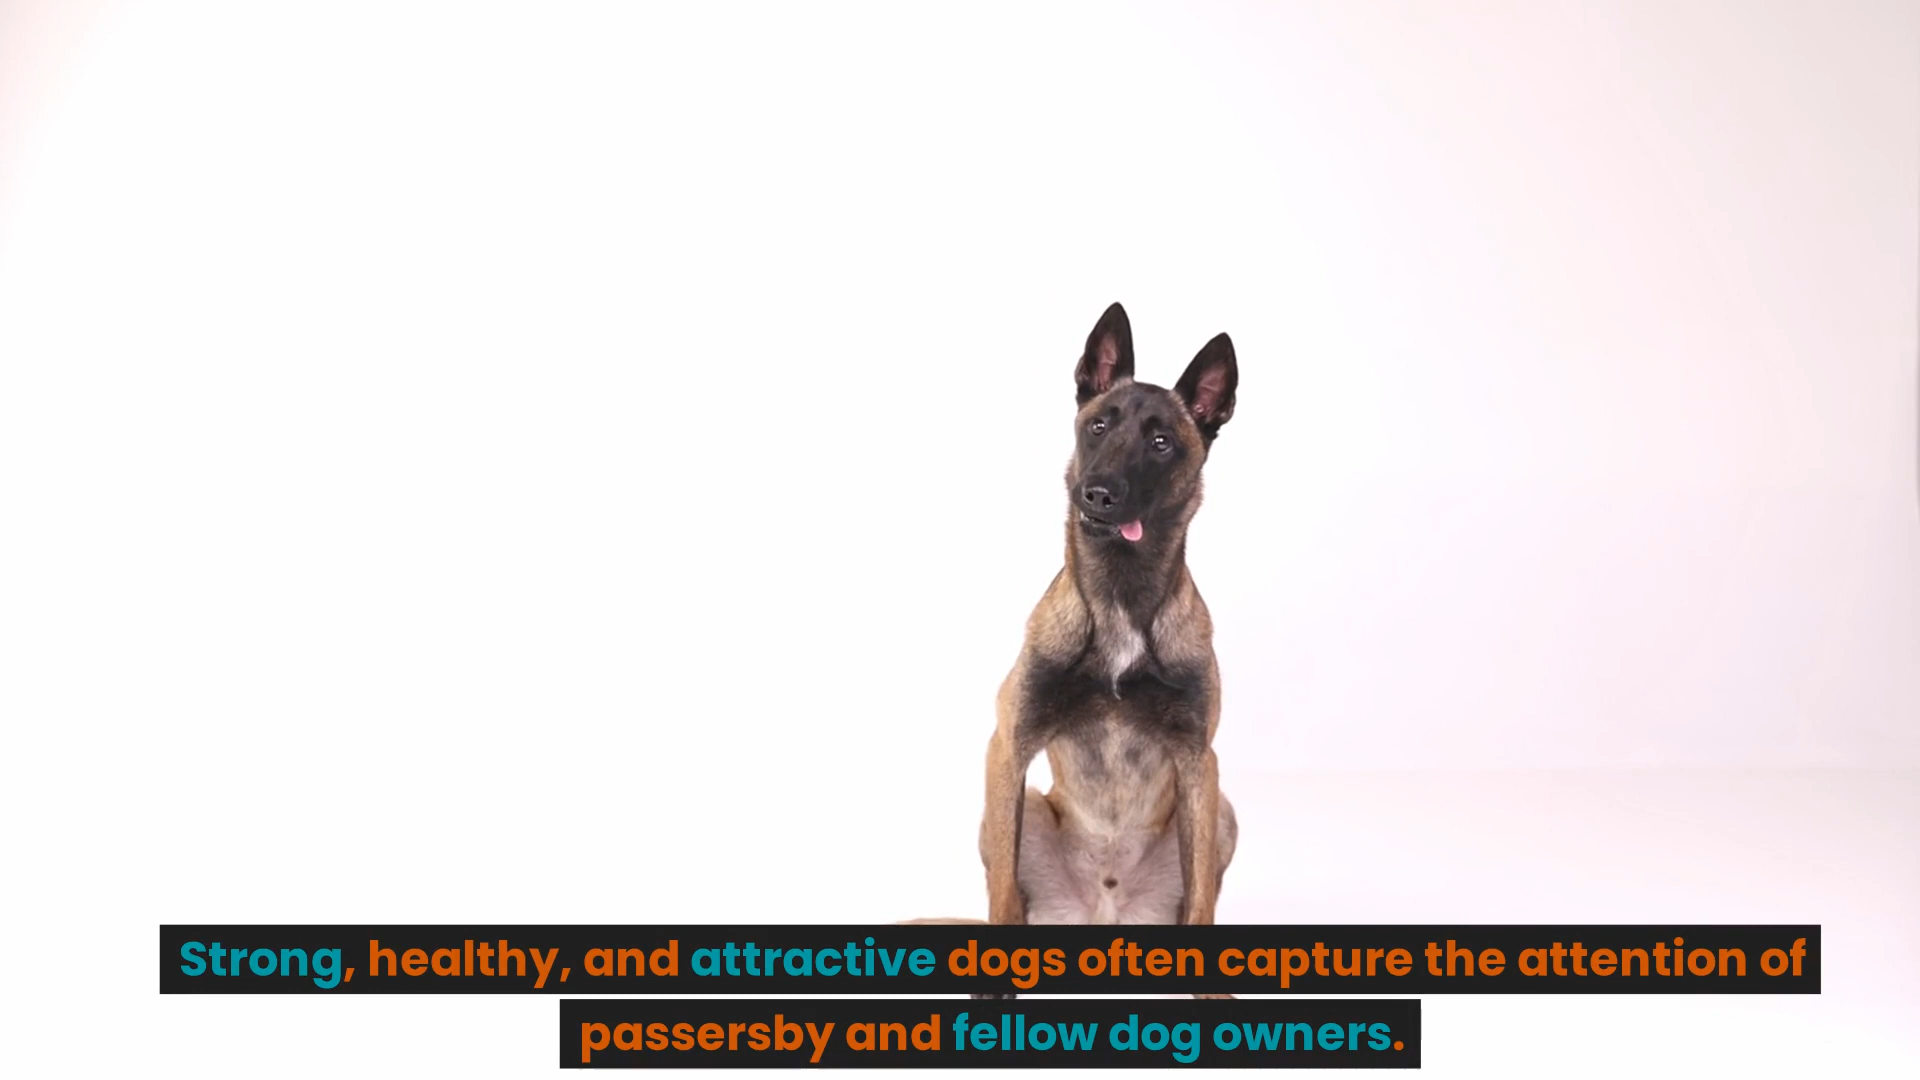 Strong, healthy, and attractive dogs often capture the attention of
passersby and fellow dog owners.